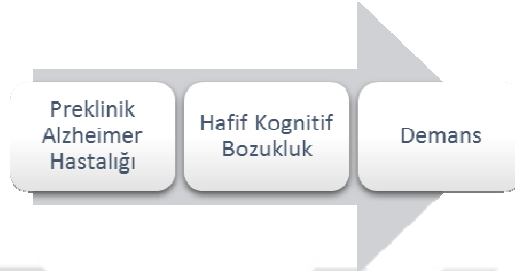 Preklinik
Alzheimer
Hastalığı
Hafif Kognitif
Bozukluk
Demans